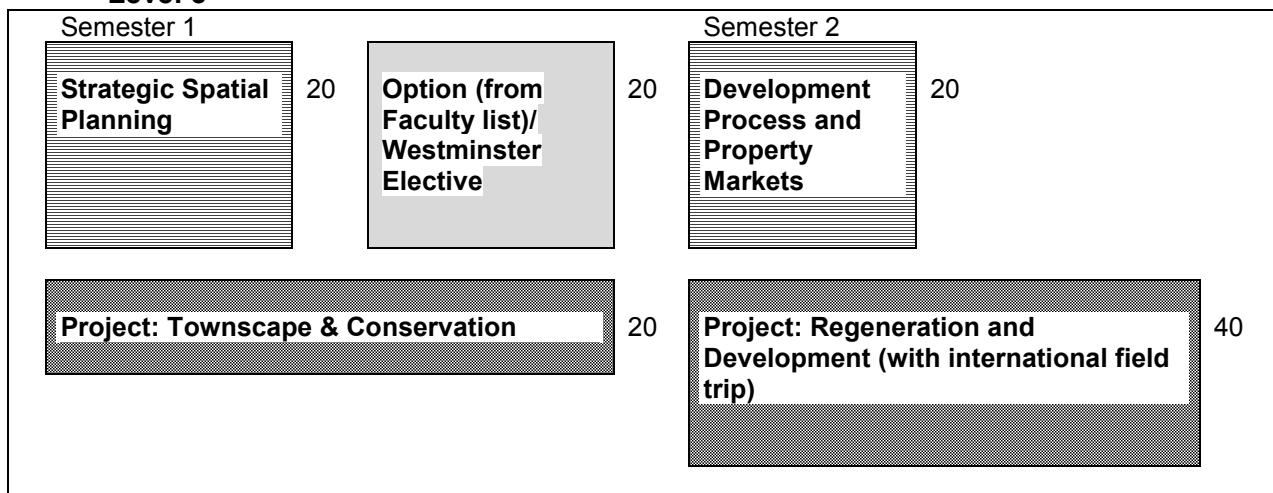 Semester 1
Semester 2
Strategic Spatial
Planning
20
Option (from
Faculty list)/
Westminster
Elective
20
Development
Process and
Property
Markets
20
Project: Townscape & Conservation
20
Project: Regeneration and
Development (with international field
trip)
40